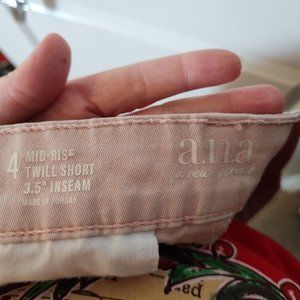 4
MID-RISE
TWILL SHORT
3.5" INSEAM
MADE IN JORDAN
a.n.a
a new approach